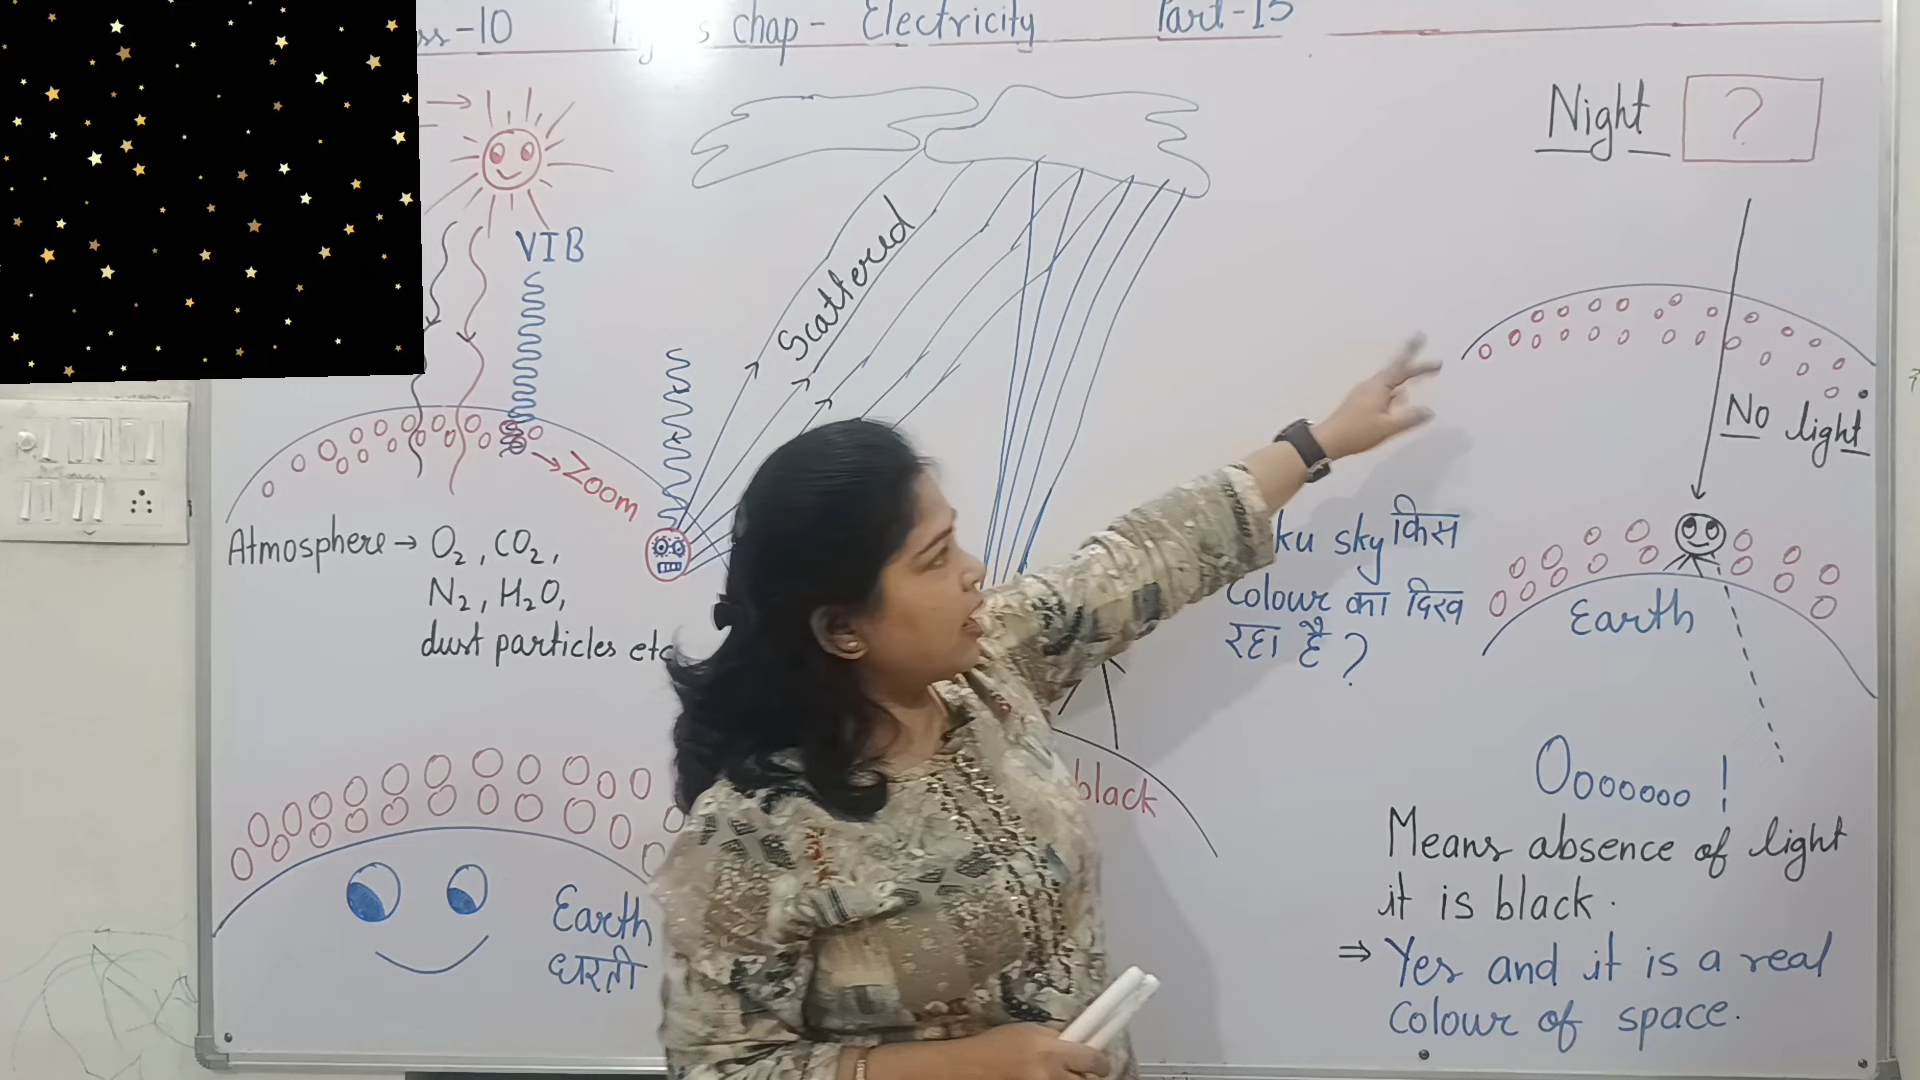 ss-10 chap- Electricity Part-15
Night ?
VIB
Scattered
No light
Zoom
Atmosphere → O₂, CO₂,
N₂, H₂O,
dust particles etc
ku sky किस
Colour का दिख
रहा है ?
Earth
black
Ooooooo !
Means absence of light
it is black.
⇒ Yes and it is a real
colour of space.
Earth
धरती